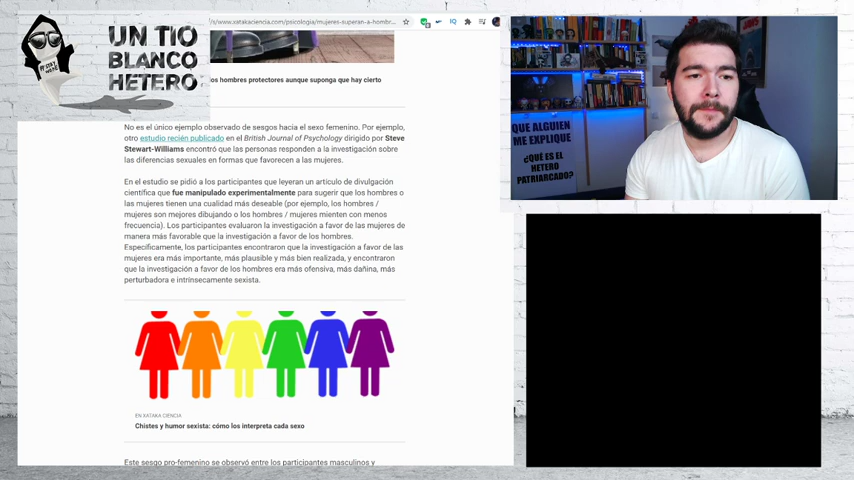 /s/www.xatakaciencia.com/psicologia/mujeres-superan-a-hombr...
UN TIO
BLANCO
HETERO
los hombres protectores aunque suponga que hay cierto
No es el único ejemplo observado de sesgos hacia el sexo femenino. Por ejemplo,
otro estudio recién publicado en el British Journal of Psychology dirigido por Steve
Stewart-Williams encontró que las personas responden a la investigación sobre
las diferencias sexuales en formas que favorecen a las mujeres.
En el estudio se pidió a los participantes que leyeran un artículo de divulgación
científica que fue manipulado experimentalmente para sugerir que los hombres o
las mujeres tienen una cualidad más deseable (por ejemplo, los hombres /
mujeres son mejores dibujando o los hombres / mujeres mienten con menos
frecuencia). Los participantes evaluaron la investigación a favor de las mujeres de
manera más favorable que la investigación a favor de los hombres.
Específicamente, los participantes encontraron que la investigación a favor de las
mujeres era más importante, más plausible y más bien realizada, y encontraron
que la investigación a favor de los hombres era más ofensiva, más dañina, más
perturbadora e intrínsecamente sexista.
EN XATAKA CIENCIA
Chistes y humor sexista: cómo los interpreta cada sexo
Este sesgo pro-femenino se observó entre los participantes masculinos y
QUE ALGUIEN
ME EXPLIQUE
¿QUÉ ES EL
HETERO
PATRIARCADO?